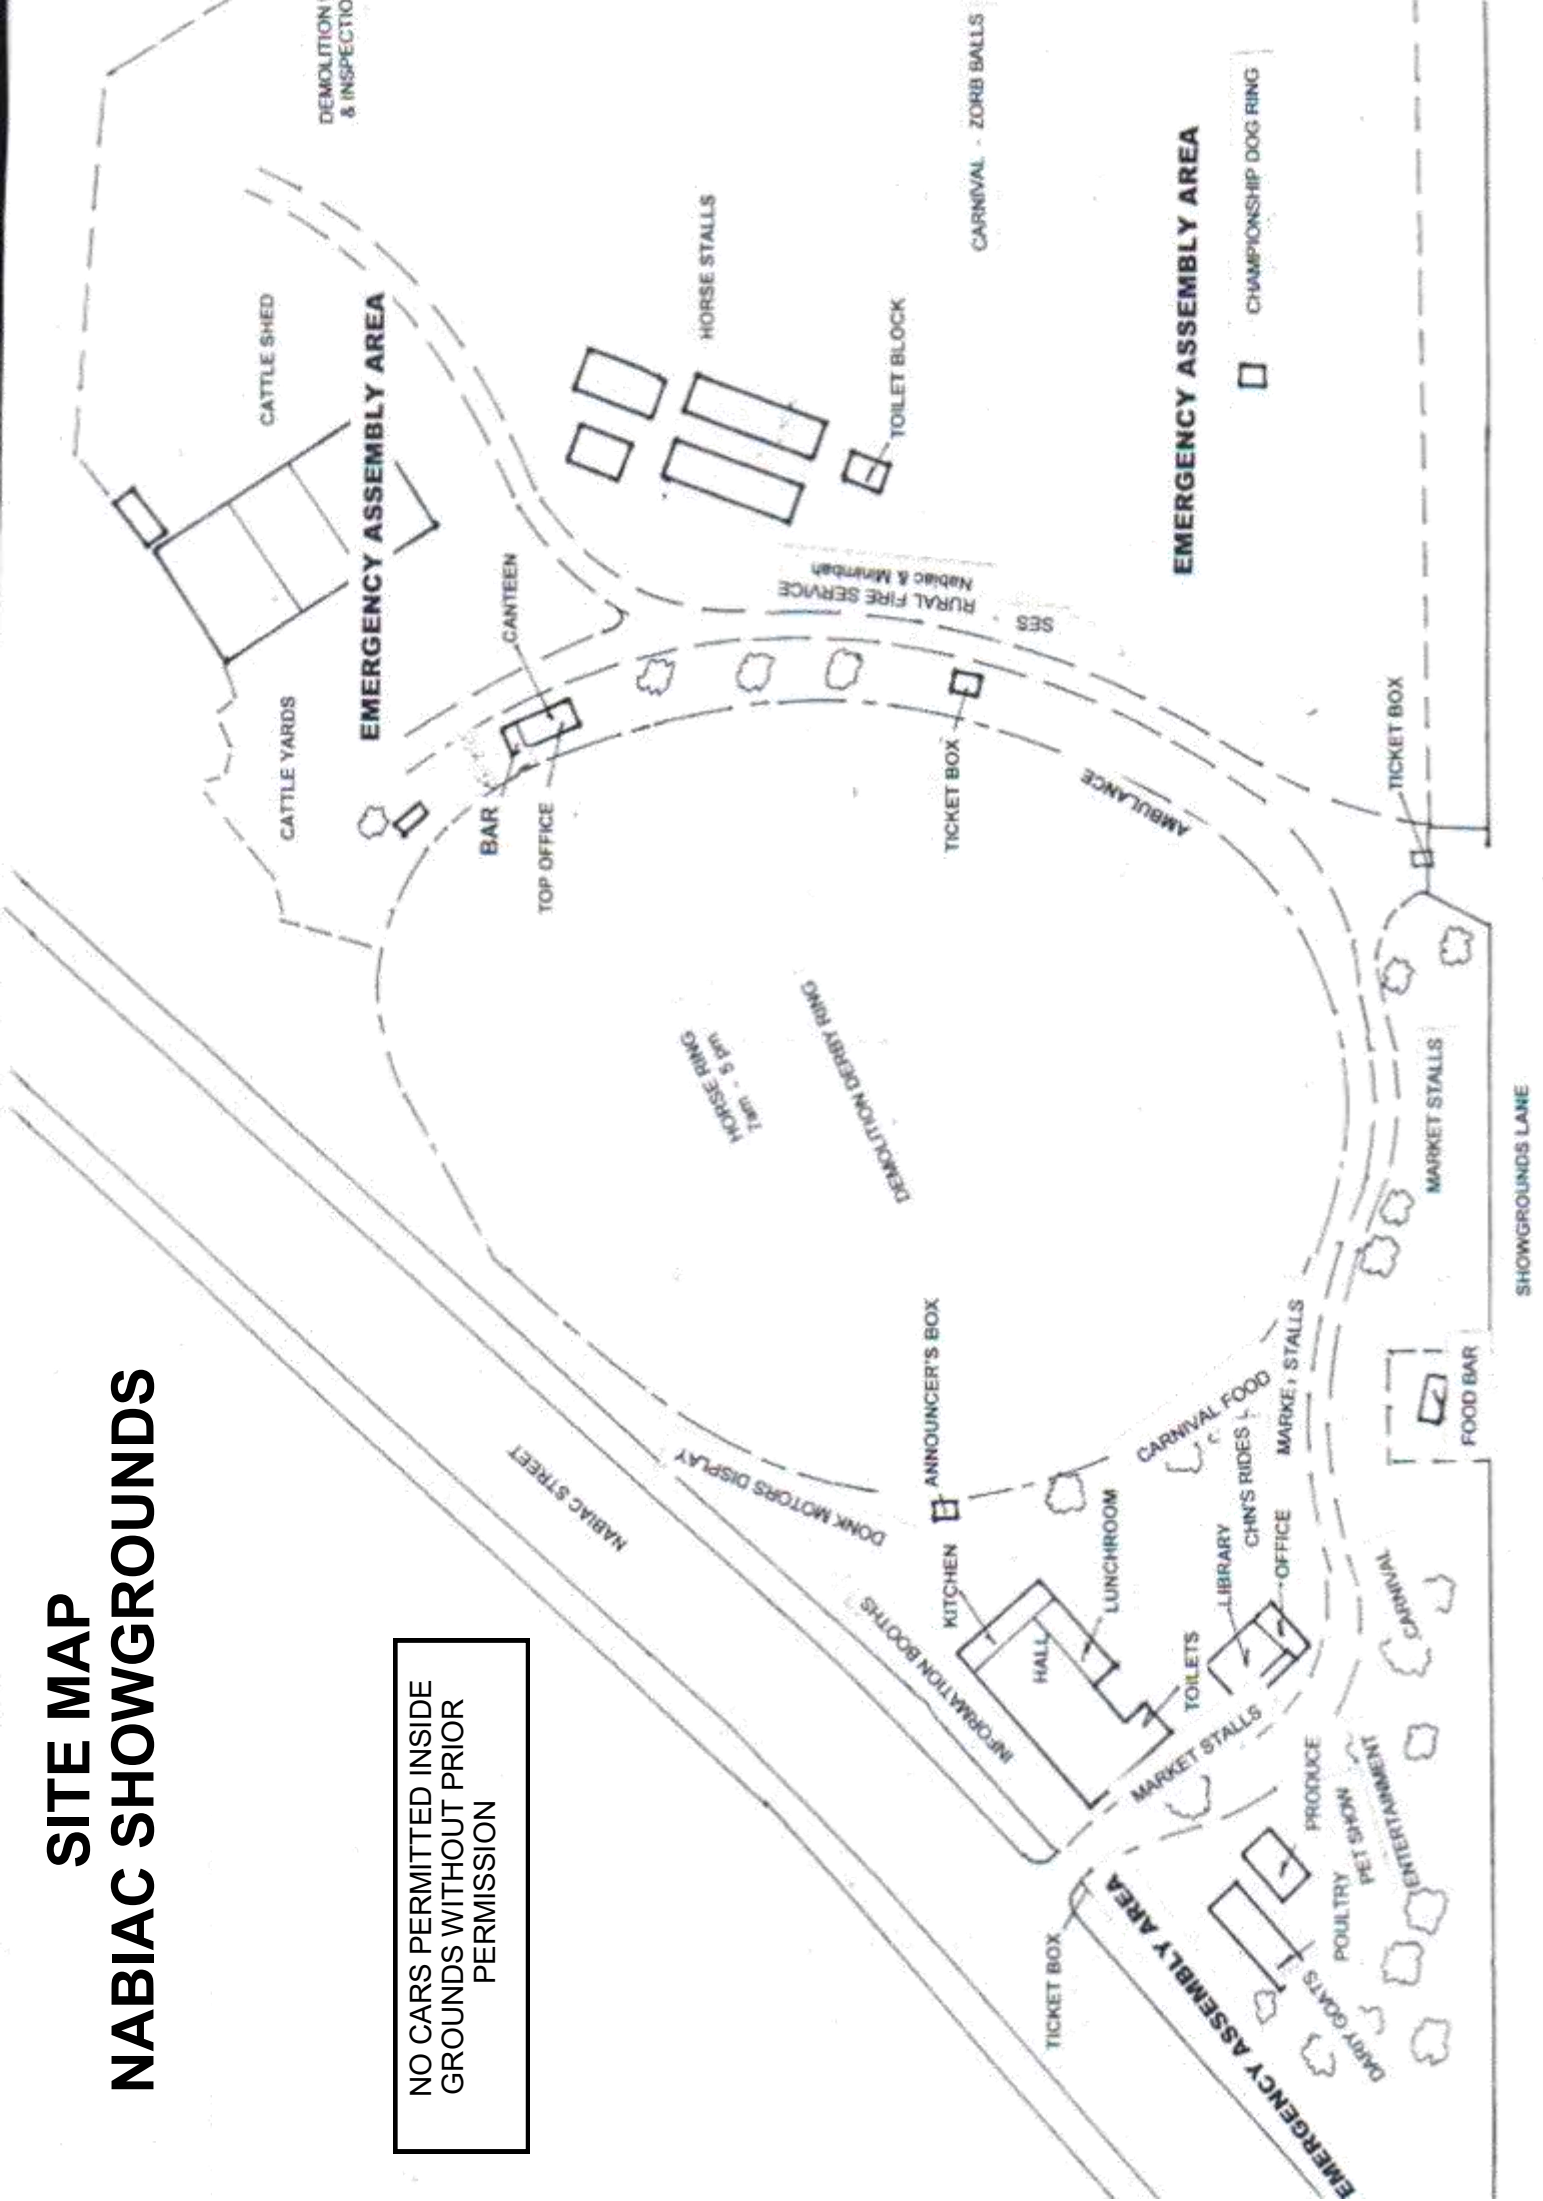 SITE MAP
NABIAC SHOWGROUNDS
NO CARS PERMITTED INSIDE
GROUNDS WITHOUT PRIOR
PERMISSION
NABIAC STREET
CATTLE YARDS
CATTLE SHED
EMERGENCY ASSEMBLY AREA
DEMOLITION
& INSPECTIO
BAR
TOP OFFICE
CANTEEN
HORSE STALLS
TOILET BLOCK
DONK MOTORS DISPLAY
INFORMATION BOOTHS
HORSE RING
7am - 5 pm
DEMOLITION DERBY RING
RURAL FIRE SERVICE
Nabiac & Minimbah
SES
TICKET BOX
AMBULANCE
CARNIVAL - ZORB BALLS
EMERGENCY ASSEMBLY AREA
CHAMPIONSHIP DOG RING
KITCHEN
ANNOUNCER'S BOX
HALL
LUNCHROOM
TOILETS
LIBRARY
CHN'S RIDES
OFFICE
CARNIVAL FOOD
MARKET STALLS
MARKET STALLS
TICKET BOX
EMERGENCY ASSEMBLY AREA
PRODUCE
POULTRY
PET SHOW
ENTERTAINMENT
DAIRY GOATS
CARNIVAL
FOOD BAR
MARKET STALLS
TICKET BOX
SHOWGROUNDS LANE